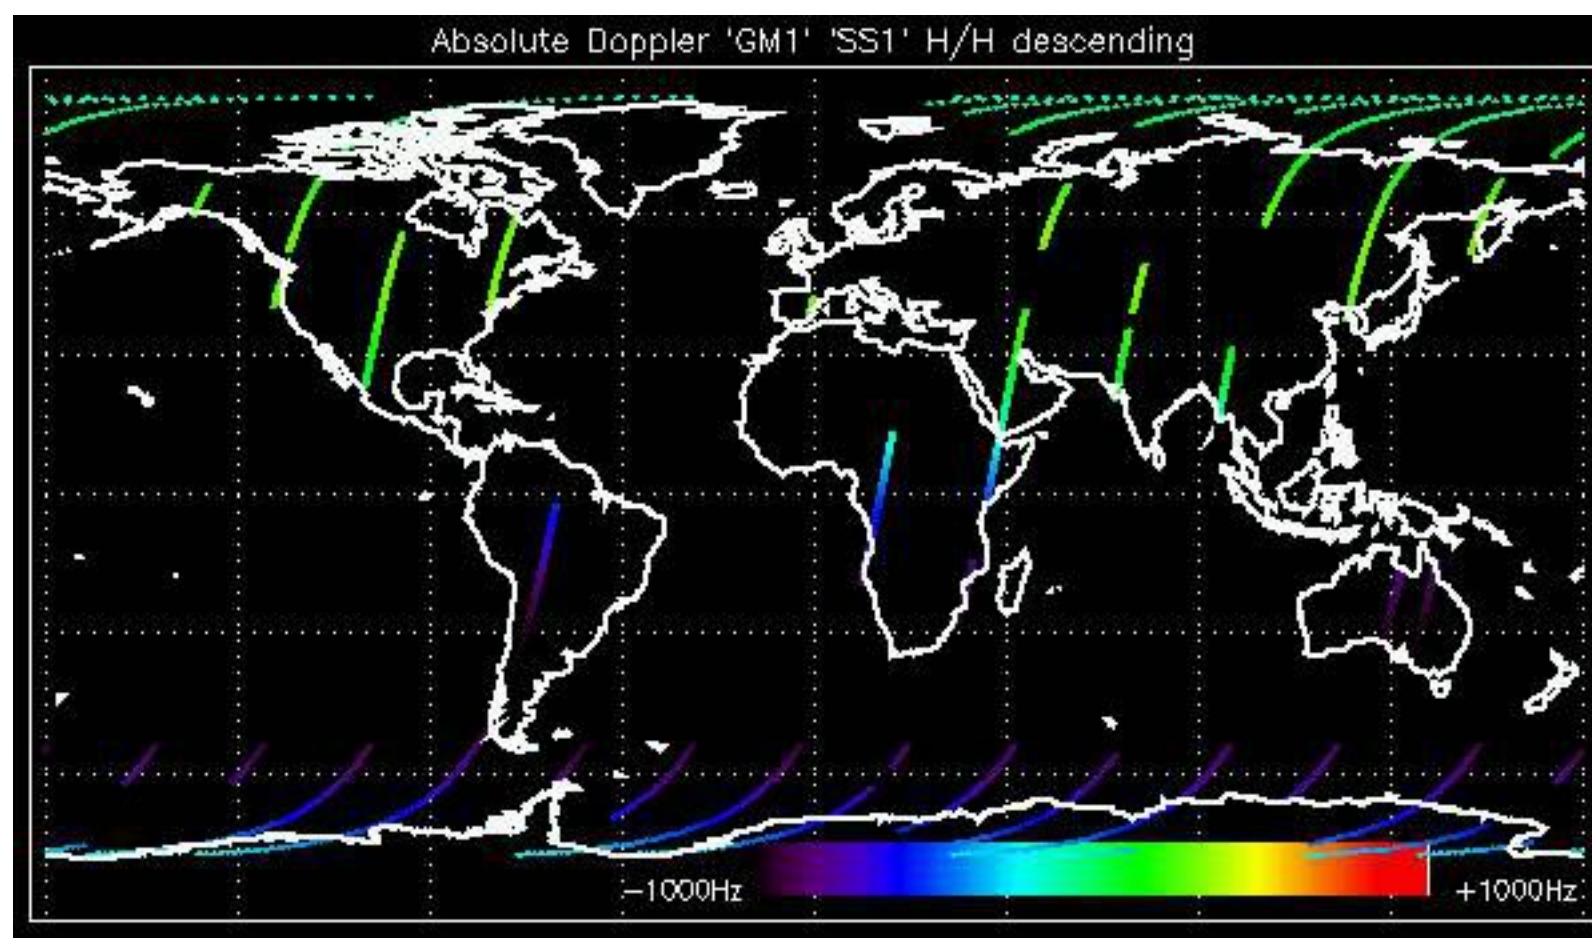 Absolute Doppler 'GM1' 'SS1' H/H descending
−1000Hz
+1000Hz